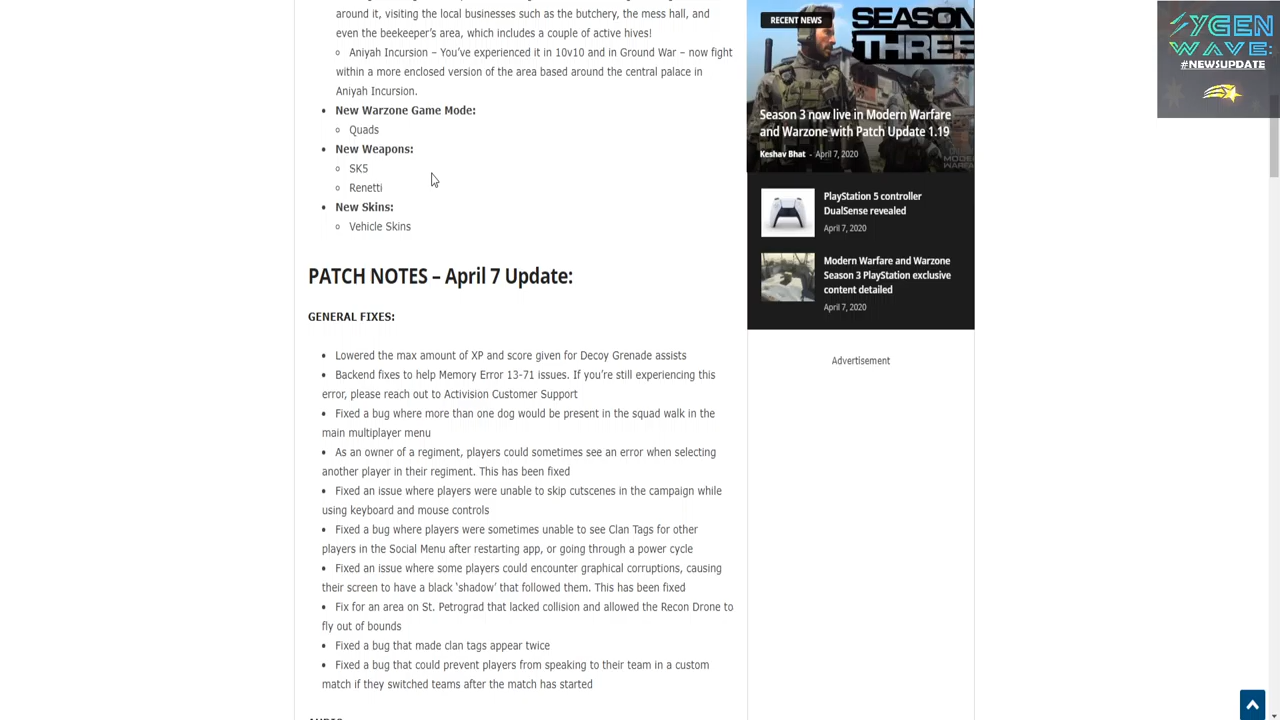 around it, visiting the local businesses such as the butchery, the mess hall, and
even the beekeeper's area, which includes a couple of active hives!
Aniyah Incursion – You've experienced it in 10v10 and in Ground War – now fight
within a more enclosed version of the area based around the central palace in
Aniyah Incursion.
New Warzone Game Mode:
Quads
New Weapons:
SK5
Renetti
New Skins:
Vehicle Skins
PATCH NOTES – April 7 Update:
GENERAL FIXES:
Lowered the max amount of XP and score given for Decoy Grenade assists
Backend fixes to help Memory Error 13-71 issues. If you're still experiencing this
error, please reach out to Activision Customer Support
Fixed a bug where more than one dog would be present in the squad walk in the
main multiplayer menu
As an owner of a regiment, players could sometimes see an error when selecting
another player in their regiment. This has been fixed
Fixed an issue where players were unable to skip cutscenes in the campaign while
using keyboard and mouse controls
Fixed a bug where players were sometimes unable to see Clan Tags for other
players in the Social Menu after restarting app, or going through a power cycle
Fixed an issue where some players could encounter graphical corruptions, causing
their screen to have a black 'shadow' that followed them. This has been fixed
Fix for an area on St. Petrograd that lacked collision and allowed the Recon Drone to
fly out of bounds
Fixed a bug that made clan tags appear twice
Fixed a bug that could prevent players from speaking to their team in a custom
match if they switched teams after the match has started
RECENT NEWS
SEASON
THREE
Season 3 now live in Modern Warfare
and Warzone with Patch Update 1.19
Keshav Bhat - April 7, 2020
PlayStation 5 controller
DualSense revealed
April 7, 2020
Modern Warfare and Warzone
Season 3 PlayStation exclusive
content detailed
April 7, 2020
Advertisement
SYGEN
WAVE:
#NEWSUPDATE